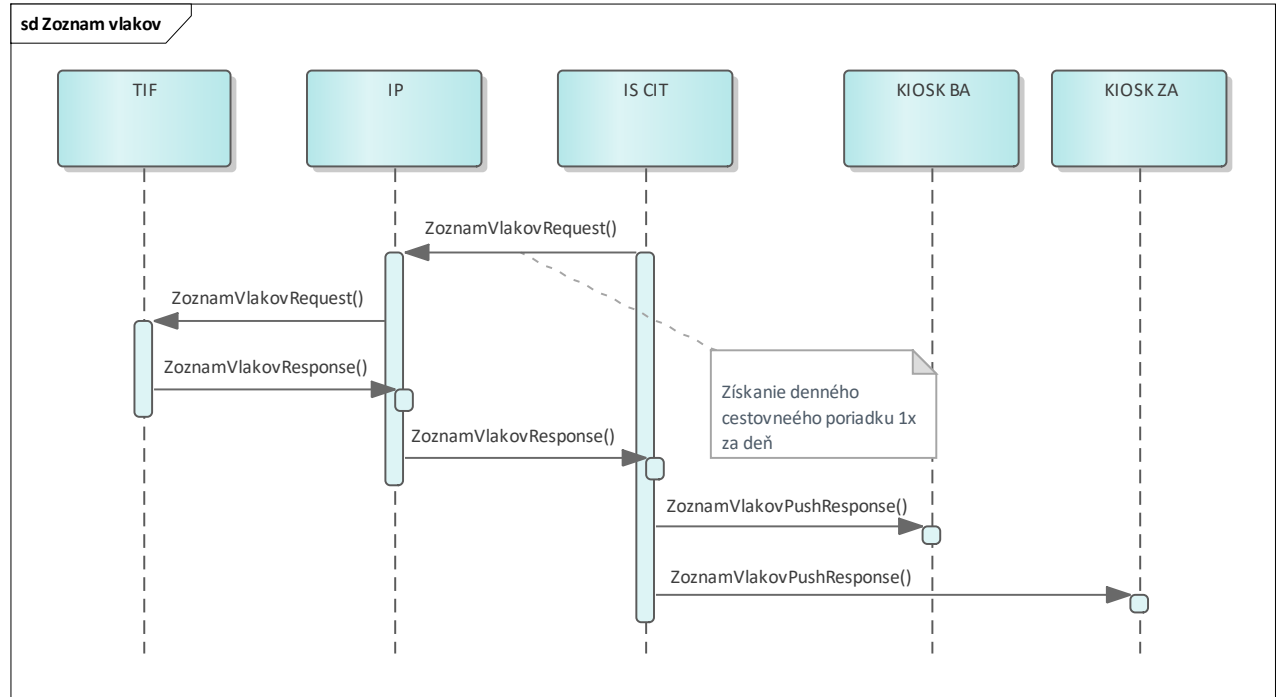 sd Zoznam vlakov
TIF
IP
IS CIT
KIOSK BA
KIOSK ZA
ZoznamVlakovRequest()
ZoznamVlakovRequest()
ZoznamVlakovResponse()
Získanie denného
cestovneého poriadku 1x
za deň
ZoznamVlakovResponse()
ZoznamVlakovPushResponse()
ZoznamVlakovPushResponse()